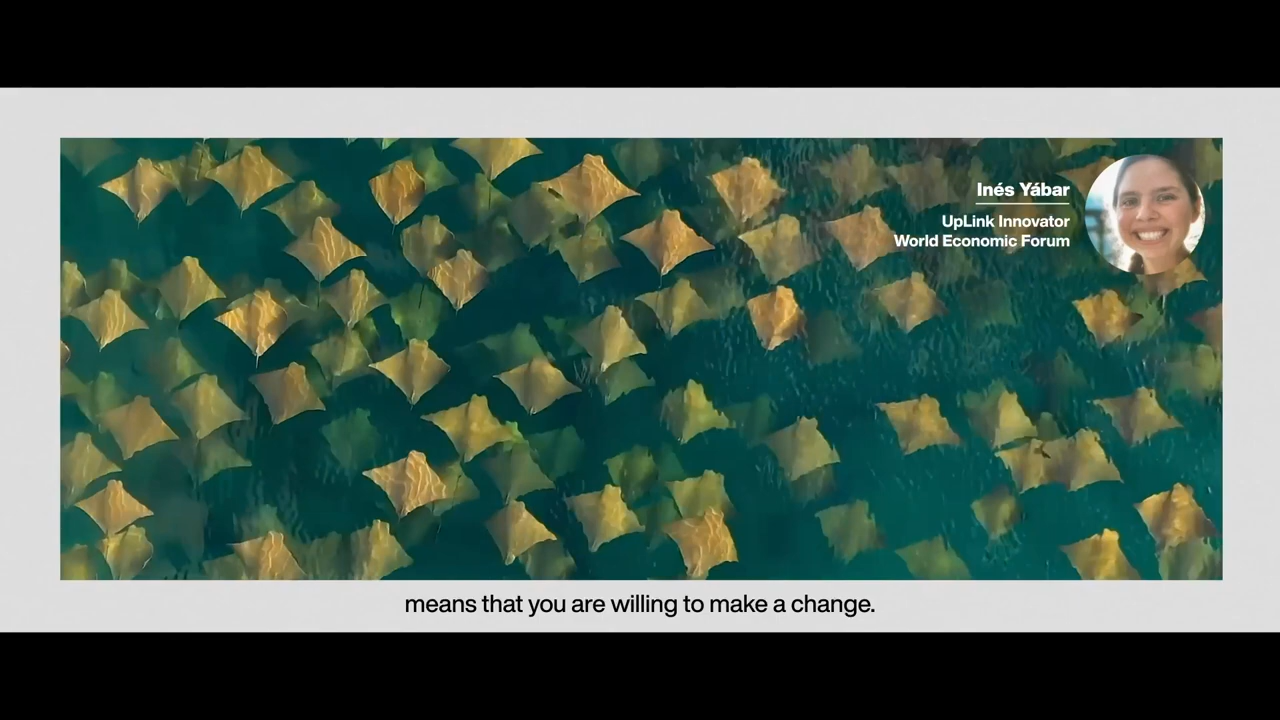 Inés Yábar
UpLink Innovator
World Economic Forum
means that you are willing to make a change.